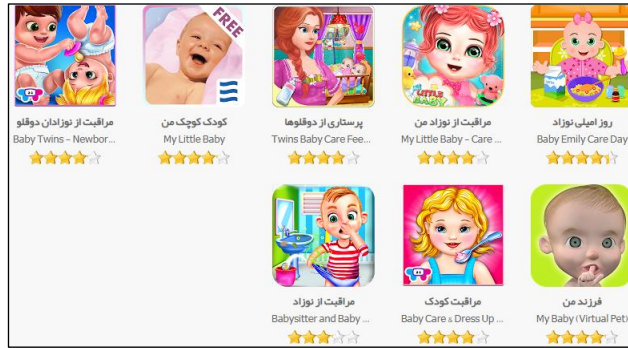 روز امیلی نوزاد
Baby Emily Care Day
مراقبت از نوزاد من
My Little Baby – Care ...
پرستاری از دوقلوها
Twins Baby Care Fee...
کودک کوچک من
My Little Baby
مراقبت از نوزادان دوقلو
Baby Twins – Newbor...
FREE
فرزند من
My Baby (Virtual Pet)
مراقبت کودک
Baby Care & Dress Up ...
مراقبت از نوزاد
Babysitter and Baby ...